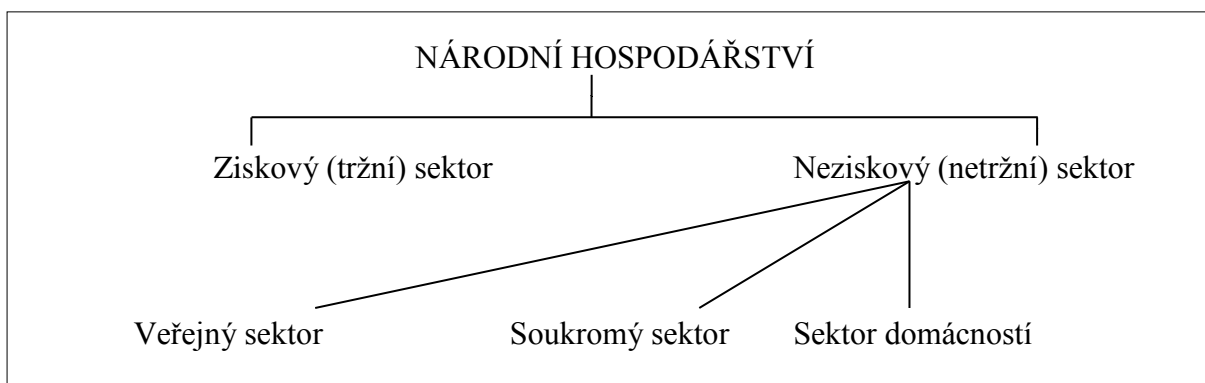 NÁRODNÍ HOSPODÁŘSTVÍ
Ziskový (tržní) sektor Neziskový (netržní) sektor
Veřejný sektor Soukromý sektor Sektor domácností